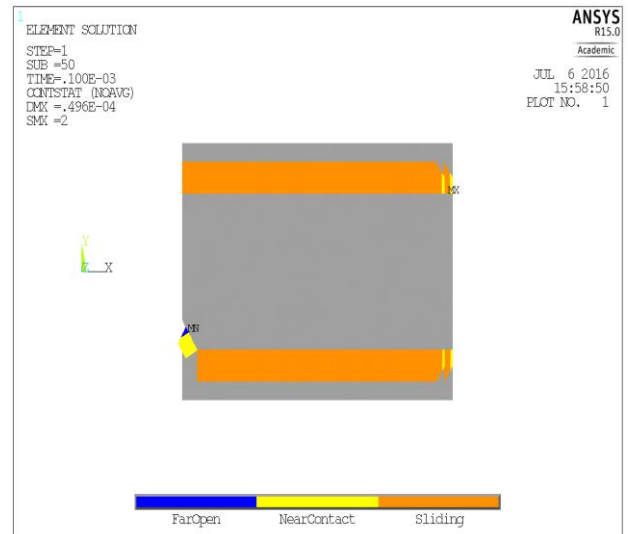 1
ELEMENT SOLUTION
STEP=1
SUB =50
TIME=.100E-03
CONTSTAT (NOAVG)
DMX =.496E-04
SMX =2
ANSYS
R15.0
Academic
JUL 6 2016
15:58:50
PLOT NO. 1
MX
Y
Z X
MN
FarOpen NearContact Sliding